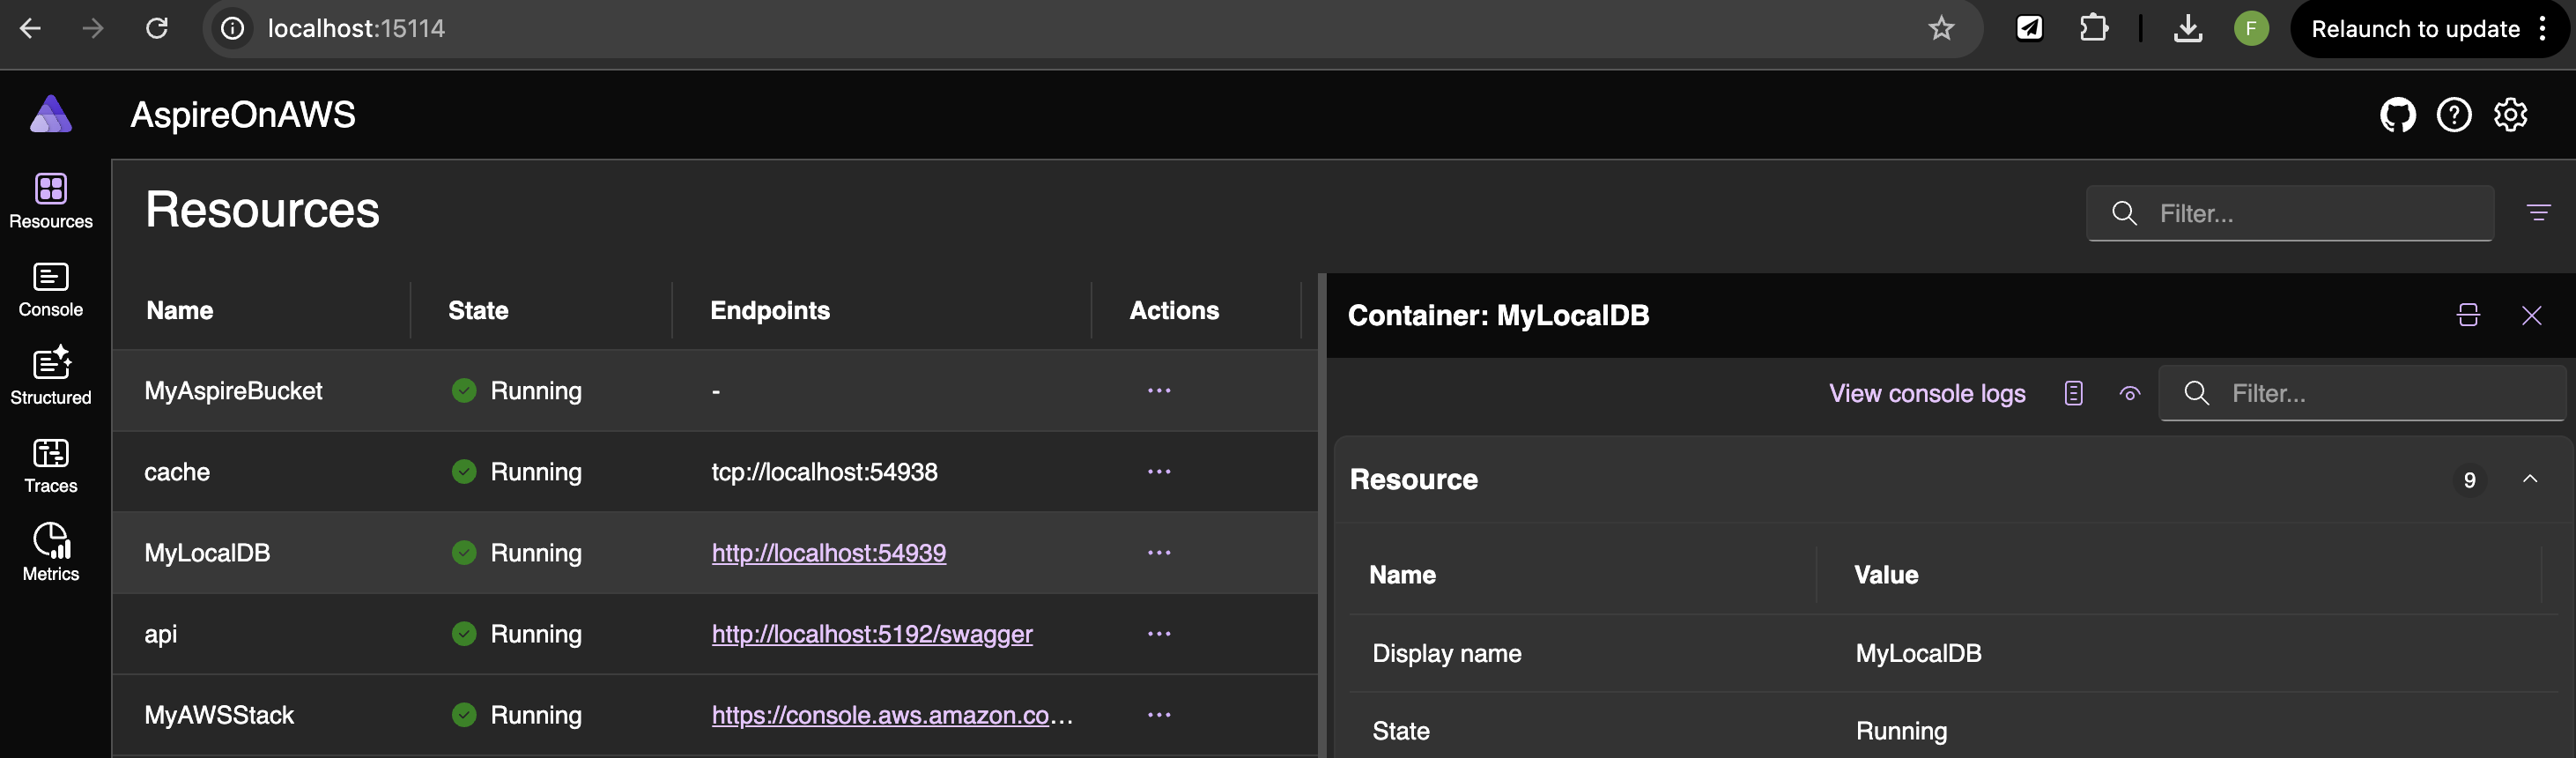 localhost:15114
F
Relaunch to update
AspireOnAWS
Resources
Console
Structured
Traces
Metrics
Resources
Filter...
Name State Endpoints Actions
MyAspireBucket Running - ...
cache Running tcp://localhost:54938 ...
MyLocalDB Running http://localhost:54939 ...
api Running http://localhost:5192/swagger ...
MyAWSStack Running https://console.aws.amazon.co... ...
Container: MyLocalDB
View console logs
Filter...
Resource 9
Name Value
Display name MyLocalDB
State Running